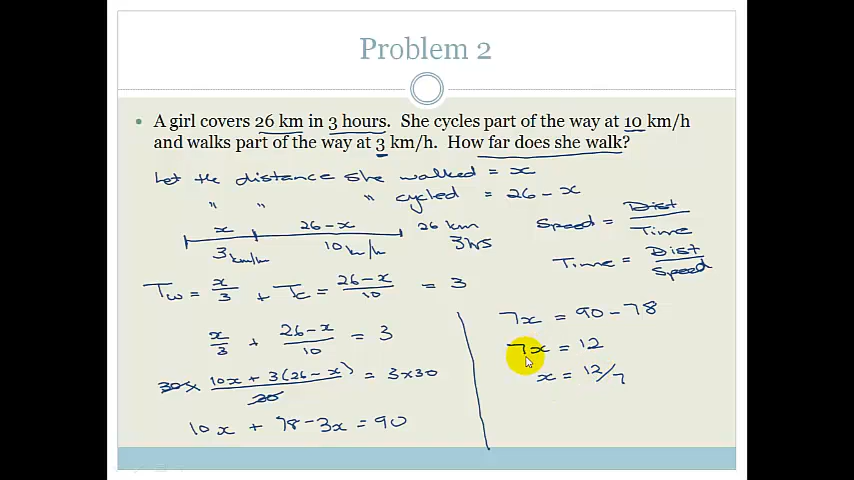 Problem 2
• A girl covers 26 km in 3 hours. She cycles part of the way at 10 km/h
and walks part of the way at 3 km/h. How far does she walk?
Let the distance she walked = x
" " " cycled = 26 - x
x 26-x 26 km
3 km/h 10 km/h 3 hrs
Speed = Dist / Time
Time = Dist / Speed
Tw = x/3 + Tc = 26-x/10 = 3
x/3 + 26-x/10 = 3
30x 10x + 3(26-x)/30 = 3x30
10x + 78-3x = 90
7x = 90-78
7x = 12
x = 12/7